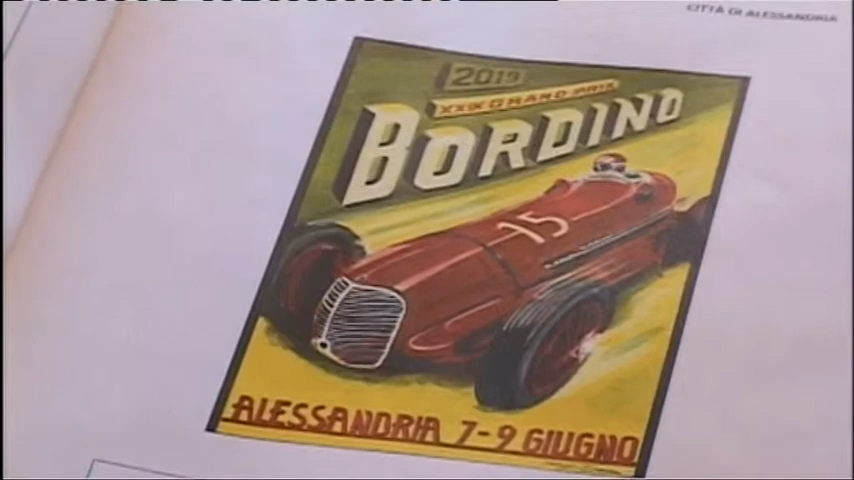 CITTÀ DI ALESSANDRIA
2019
XXIX GRAND PRIX
BORDINO
15
ALESSANDRIA 7-9 GIUGNO